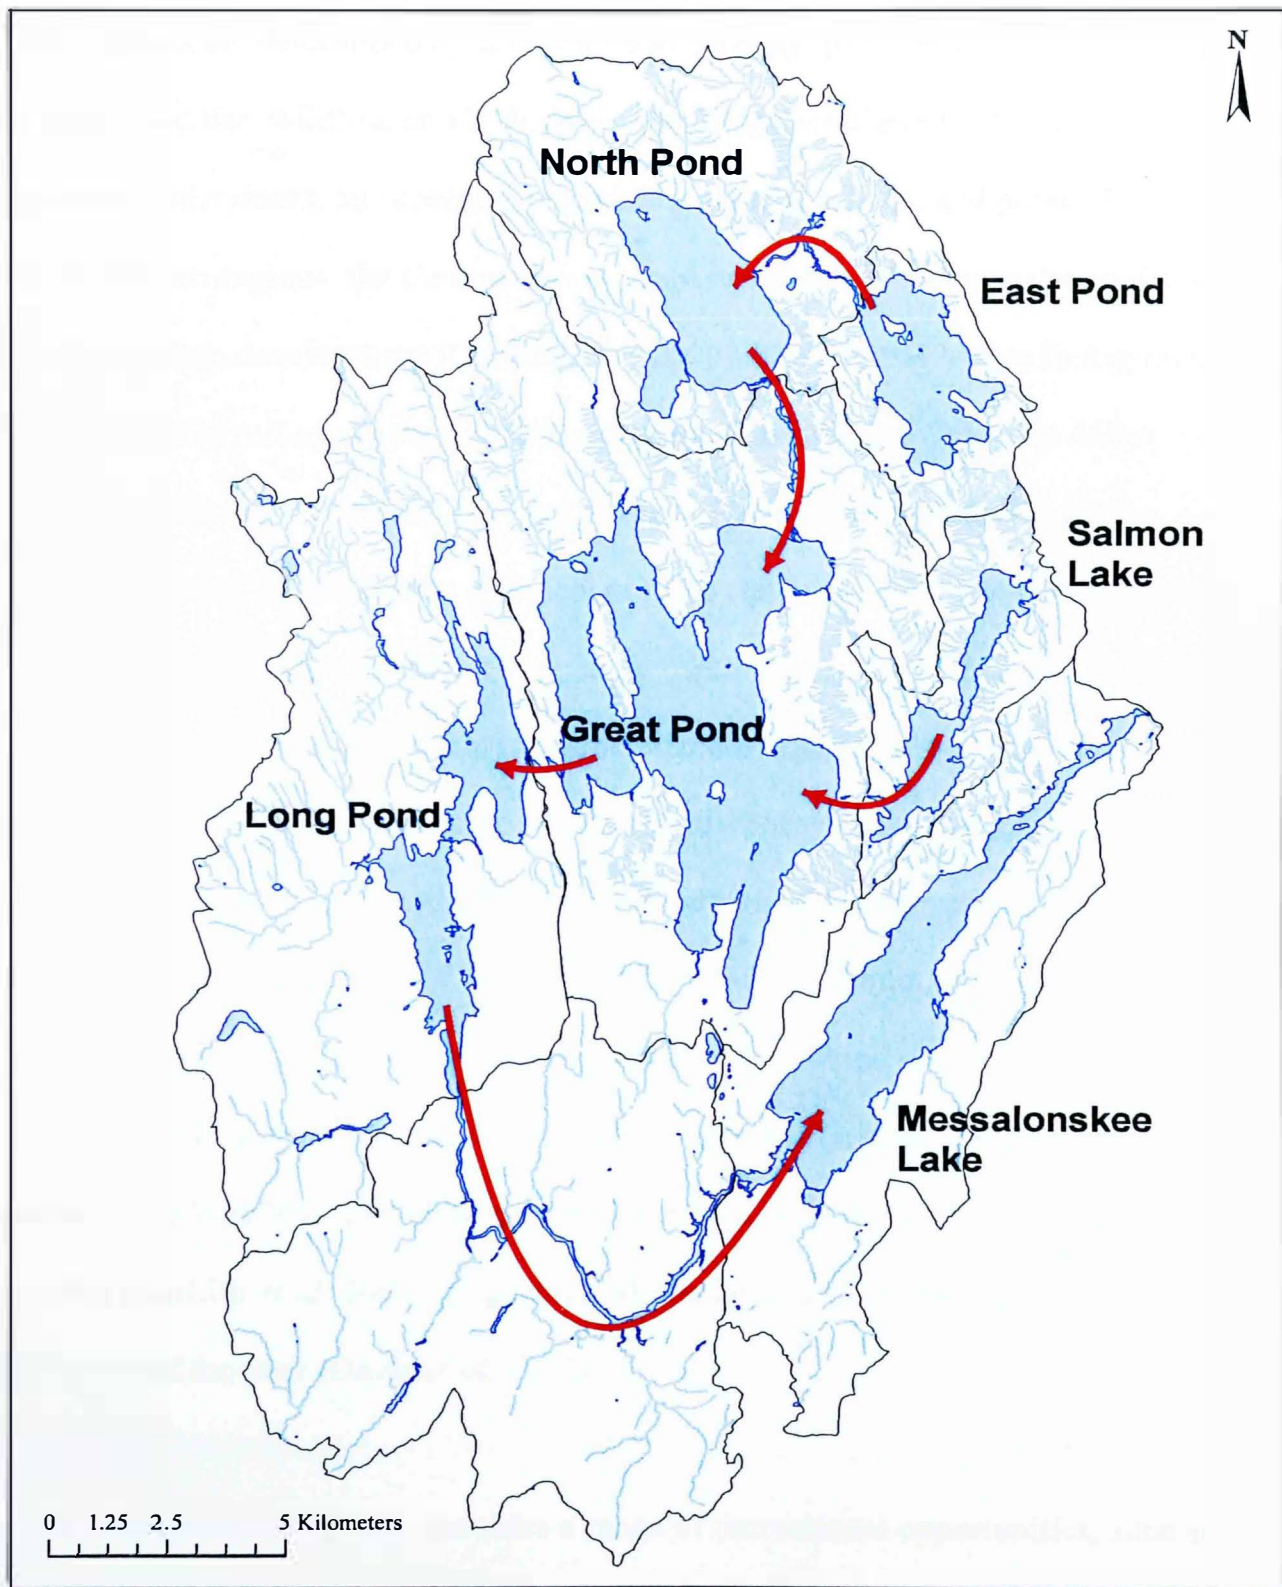 N
North Pond
East Pond
Salmon
Lake
Great Pond
Long Pond
Messalonskee
Lake
0 1.25 2.5 5 Kilometers